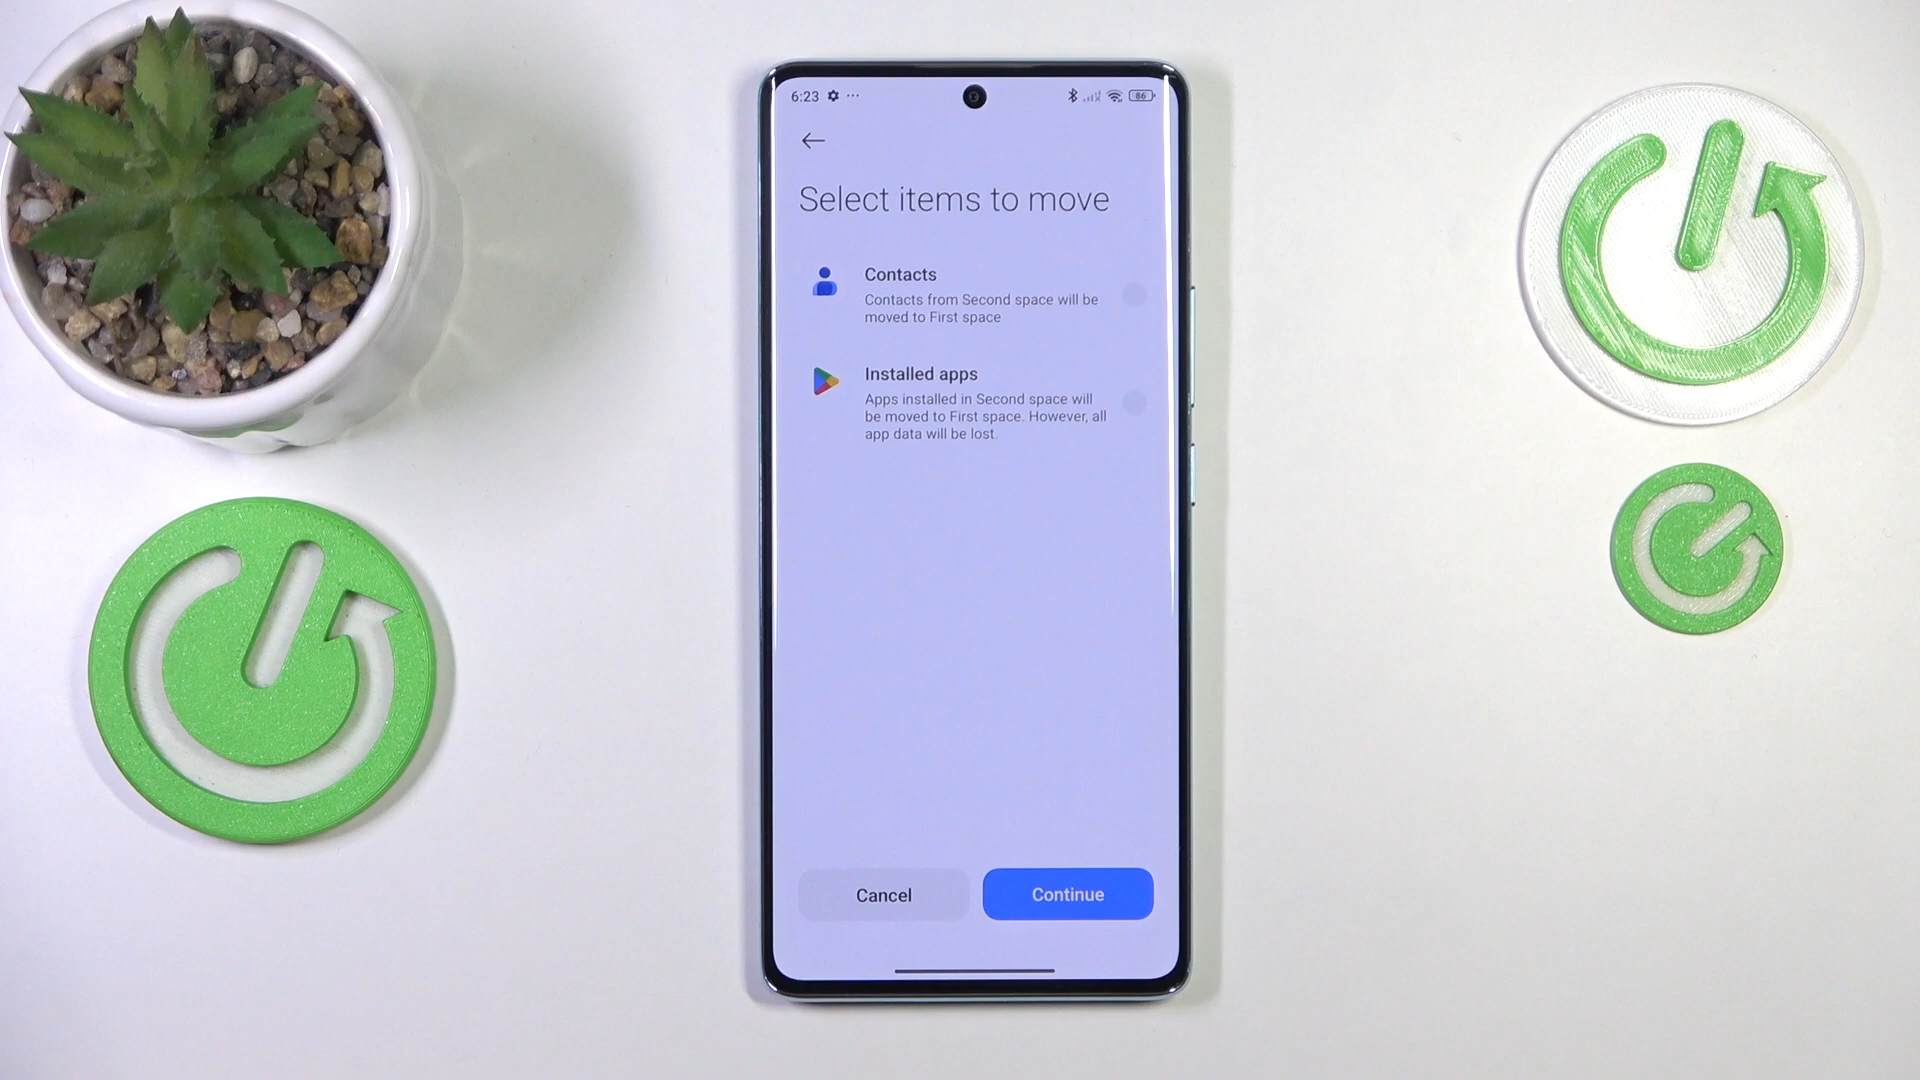 6:23
86
Select items to move
Contacts
Contacts from Second space will be
moved to First space
Installed apps
Apps installed in Second space will
be moved to First space. However, all
app data will be lost.
Cancel
Continue